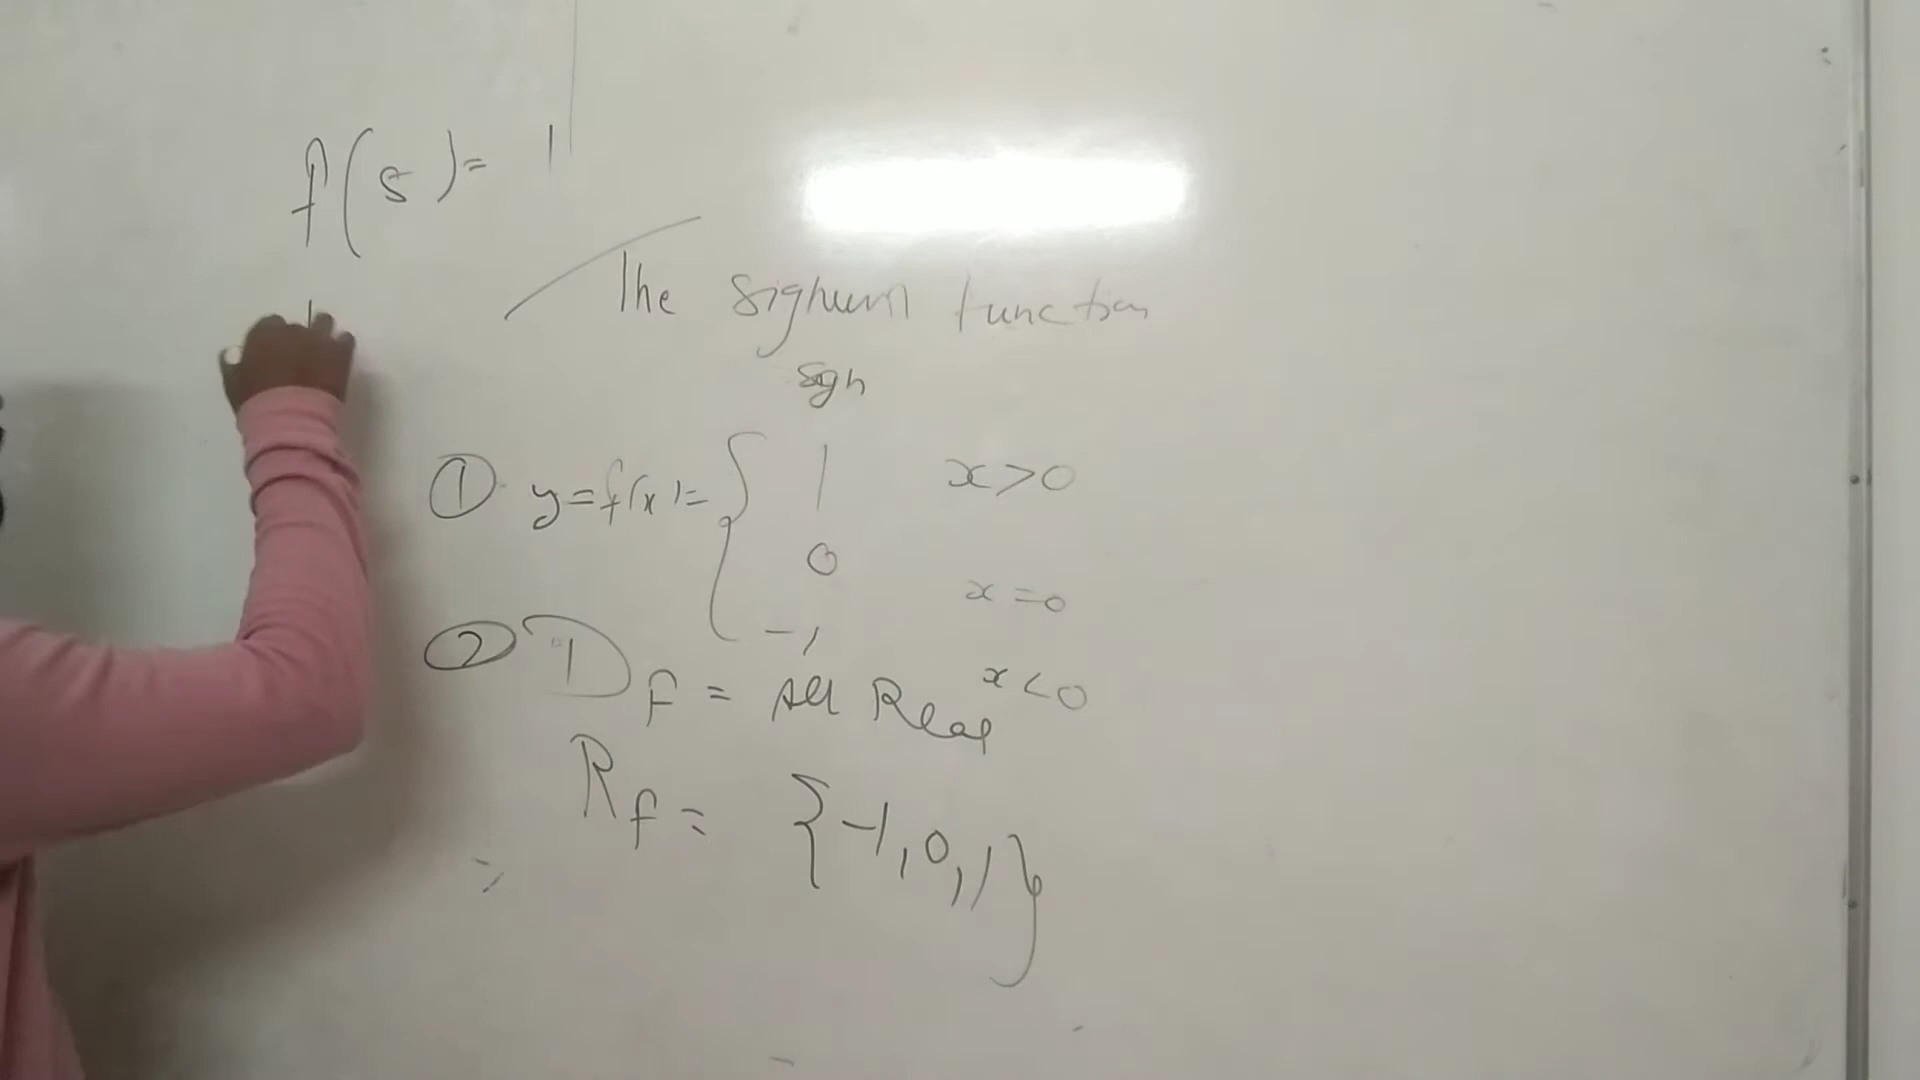 f(5)= 1
The Signum function
sgn
① y=f(x)= { 1 x>0
0 x=0
-1 x<0
② D_f = All Real
R_f = {-1,0,1}